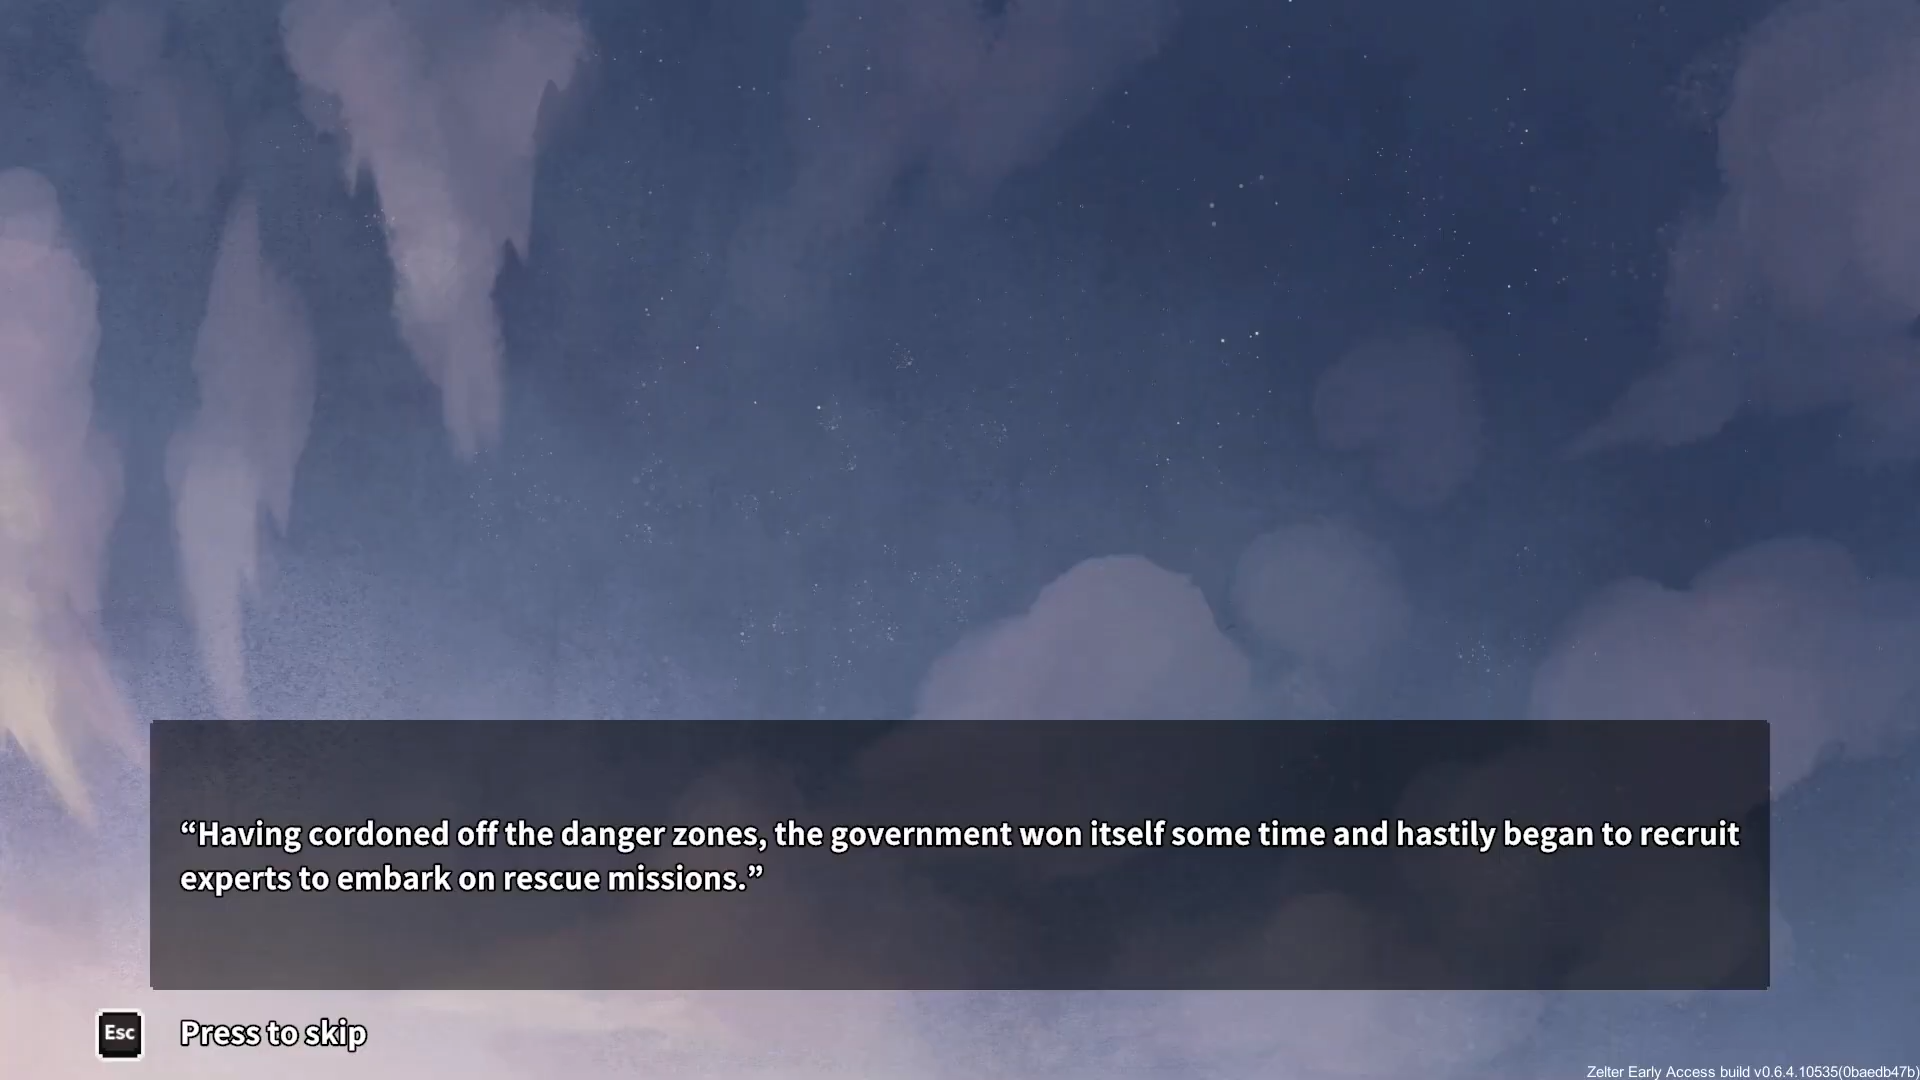 “Having cordoned off the danger zones, the government won itself some time and hastily began to recruit
experts to embark on rescue missions.”
Esc Press to skip
Zelter Early Access build v0.6.4.10535(0baedb47b)